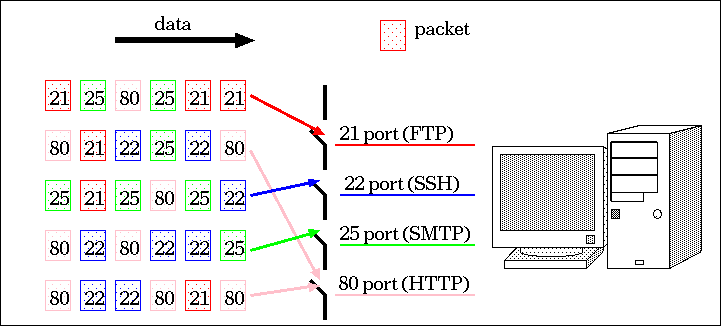 data
packet
21 25 80 25 21 21
80 21 22 25 22 80
25 21 25 80 25 22
80 22 80 22 22 25
80 22 22 80 21 80
21 port (FTP)
22 port (SSH)
25 port (SMTP)
80 port (HTTP)